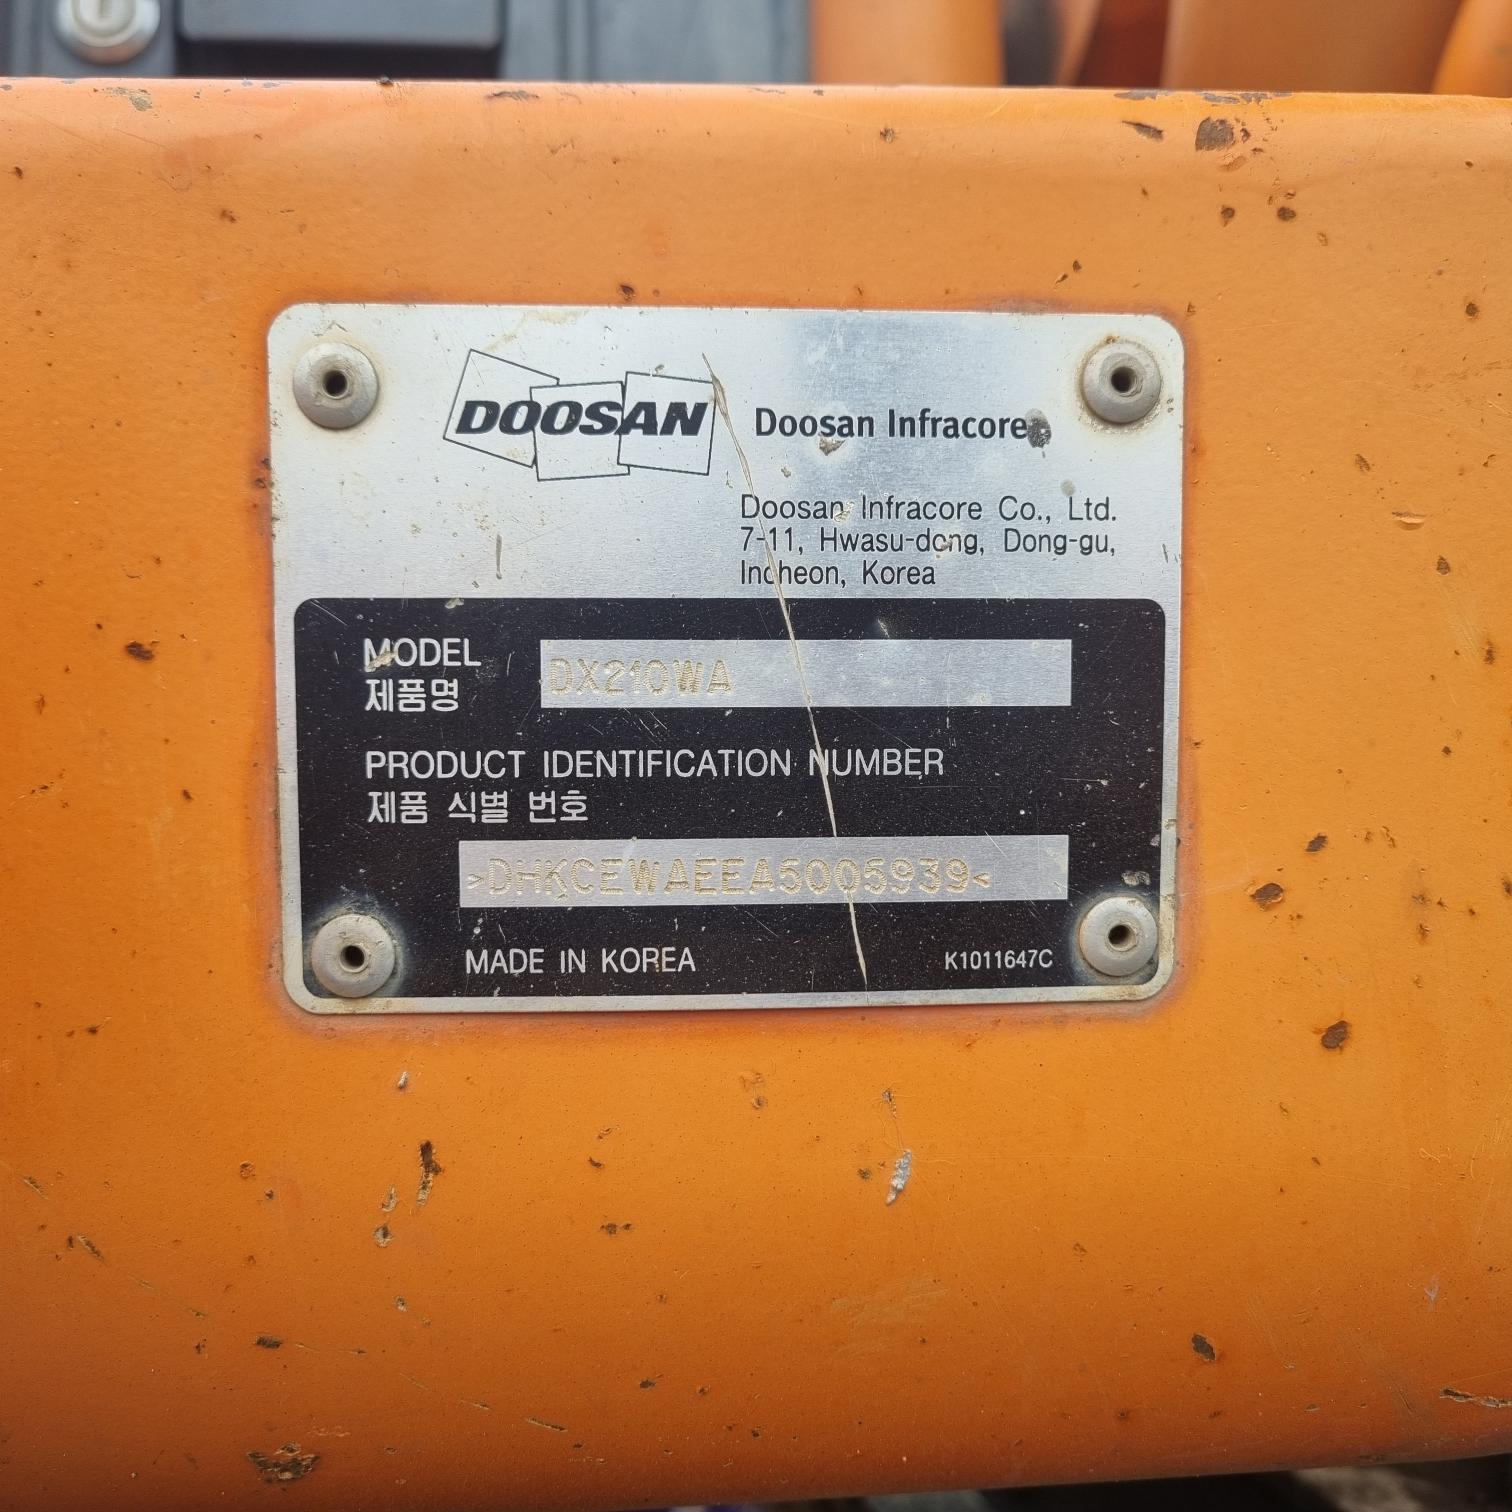 DOOSAN Doosan Infracore
Doosan Infracore Co., Ltd.
7-11, Hwasu-dong, Dong-gu,
Incheon, Korea
MODEL
제품명
DX210WA
PRODUCT IDENTIFICATION NUMBER
제품 식별 번호
>DHKCEWAEEA5005939<
MADE IN KOREA K1011647C